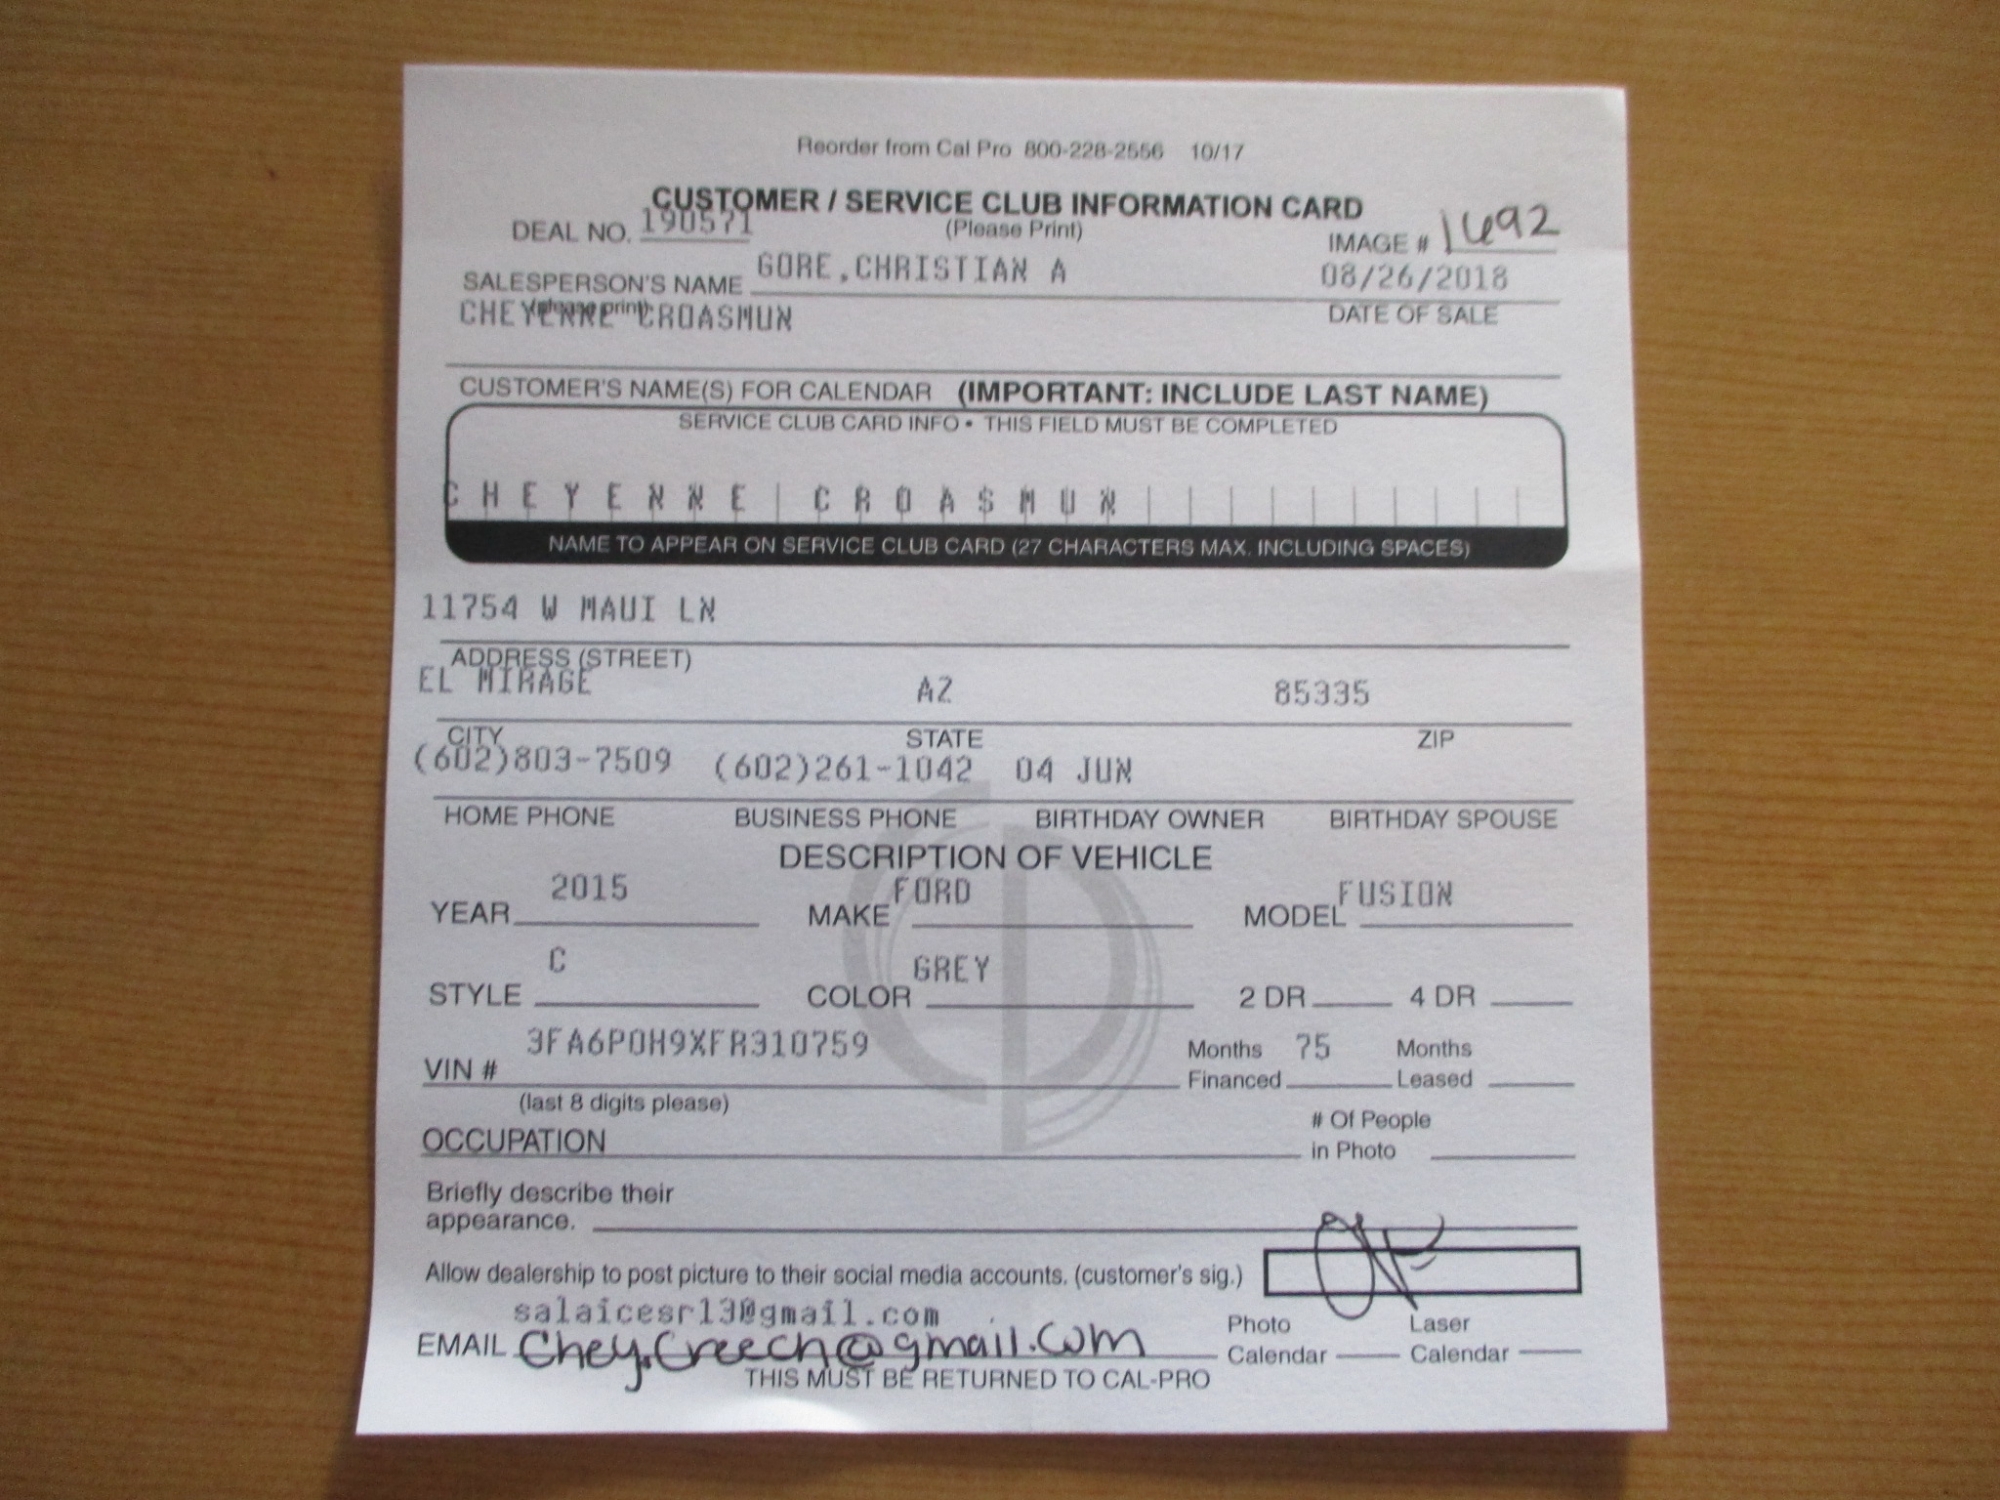 Reorder from Cal Pro 800-228-2556 10/17
CUSTOMER / SERVICE CLUB INFORMATION CARD
DEAL NO. 190571 (Please Print) IMAGE # 1692
SALESPERSON'S NAME GORE,CHRISTIAN A 08/26/2018
(please print) DATE OF SALE
CHEYENNE CROASMUN
CUSTOMER'S NAME(S) FOR CALENDAR (IMPORTANT: INCLUDE LAST NAME)
SERVICE CLUB CARD INFO • THIS FIELD MUST BE COMPLETED
CHEYENNE CROASMUN
NAME TO APPEAR ON SERVICE CLUB CARD (27 CHARACTERS MAX. INCLUDING SPACES)
11754 W MAUI LN
ADDRESS (STREET)
EL MIRAGE AZ 85335
CITY STATE ZIP
(602)803-7509 (602)261-1042 04 JUN
HOME PHONE BUSINESS PHONE BIRTHDAY OWNER BIRTHDAY SPOUSE
DESCRIPTION OF VEHICLE
YEAR 2015 MAKE FORD MODEL FUSION
STYLE C COLOR GREY 2 DR 4 DR
VIN # 3FA6P0H9XFR310759 Months Financed 75 Months Leased
(last 8 digits please)
OCCUPATION # Of People in Photo
Briefly describe their
appearance.
Allow dealership to post picture to their social media accounts. (customer's sig.)
salaicesr13@gmail.com
EMAIL Chey.Creech@gmail.com Photo Calendar Laser Calendar
THIS MUST BE RETURNED TO CAL-PRO